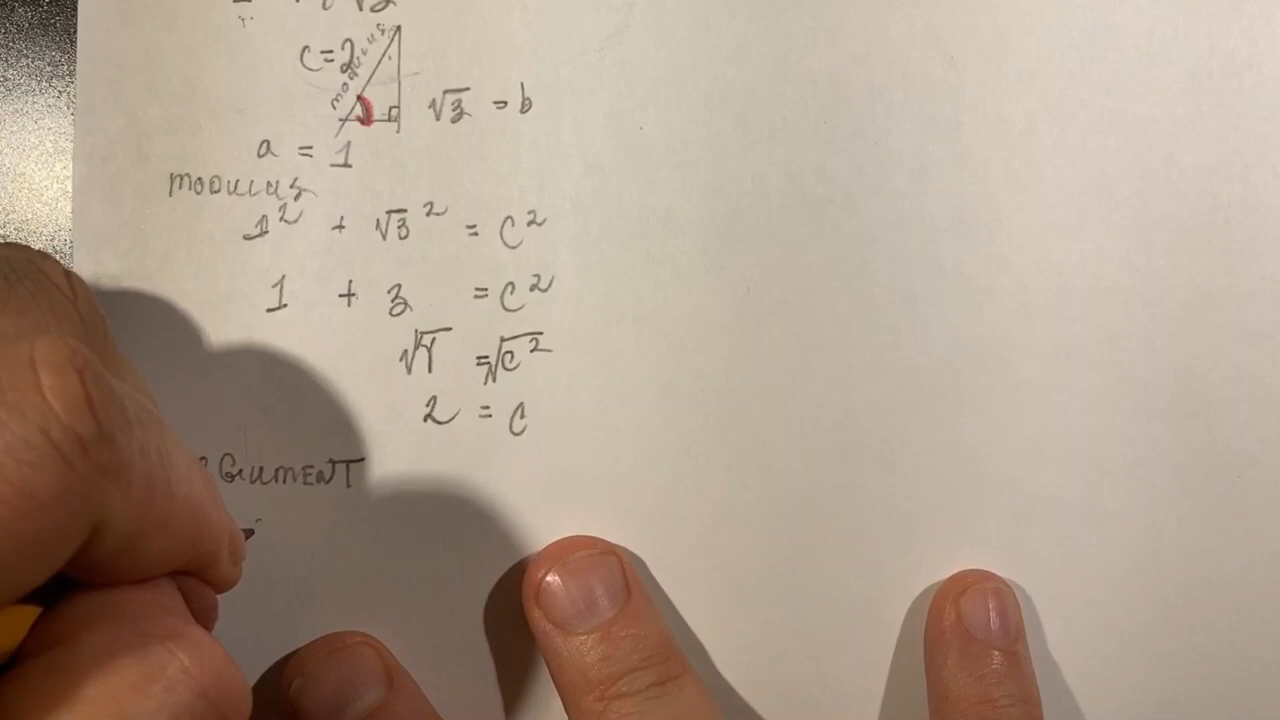 c=2
modulus
√3 = b
a = 1
MODULUS
1² + √3² = C²
1 + 3 = C²
√4 = √C²
2 = C
GUMENT